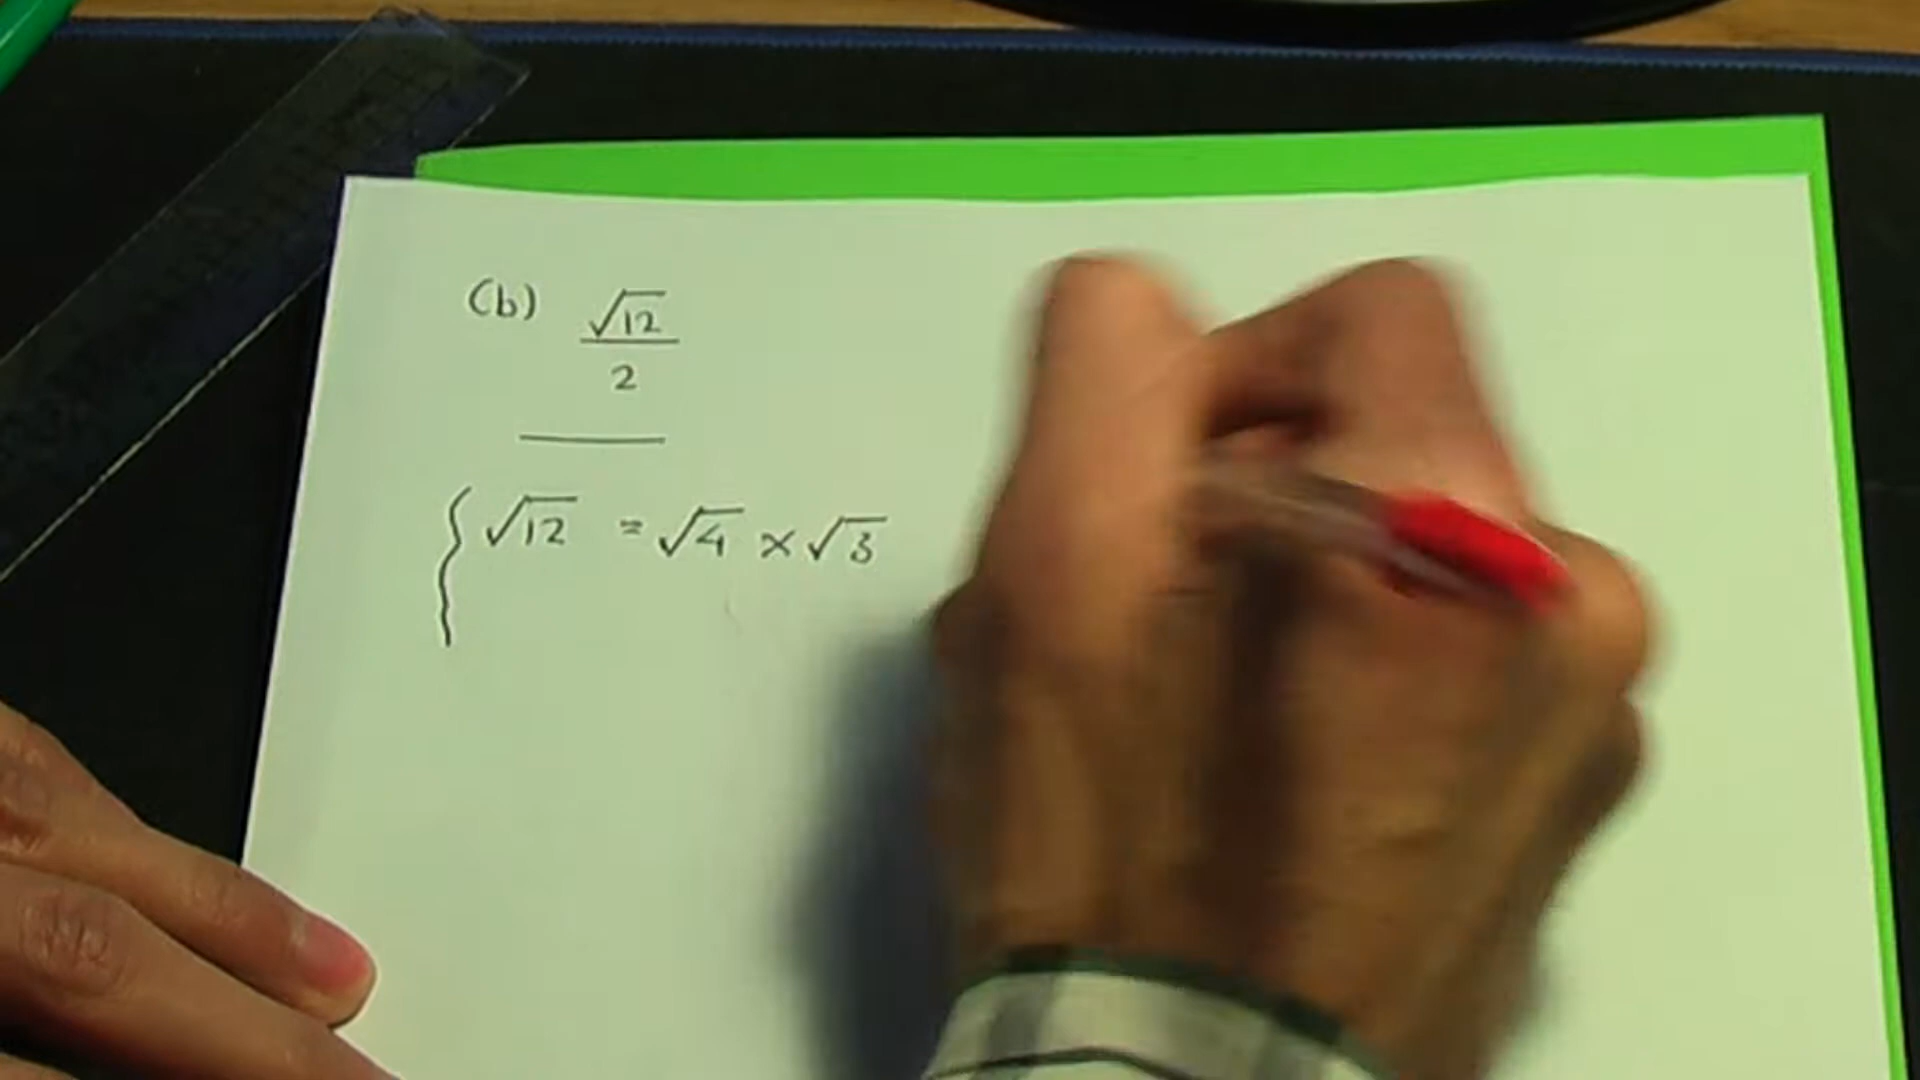 (b) √12
2
√12 = √4 × √3